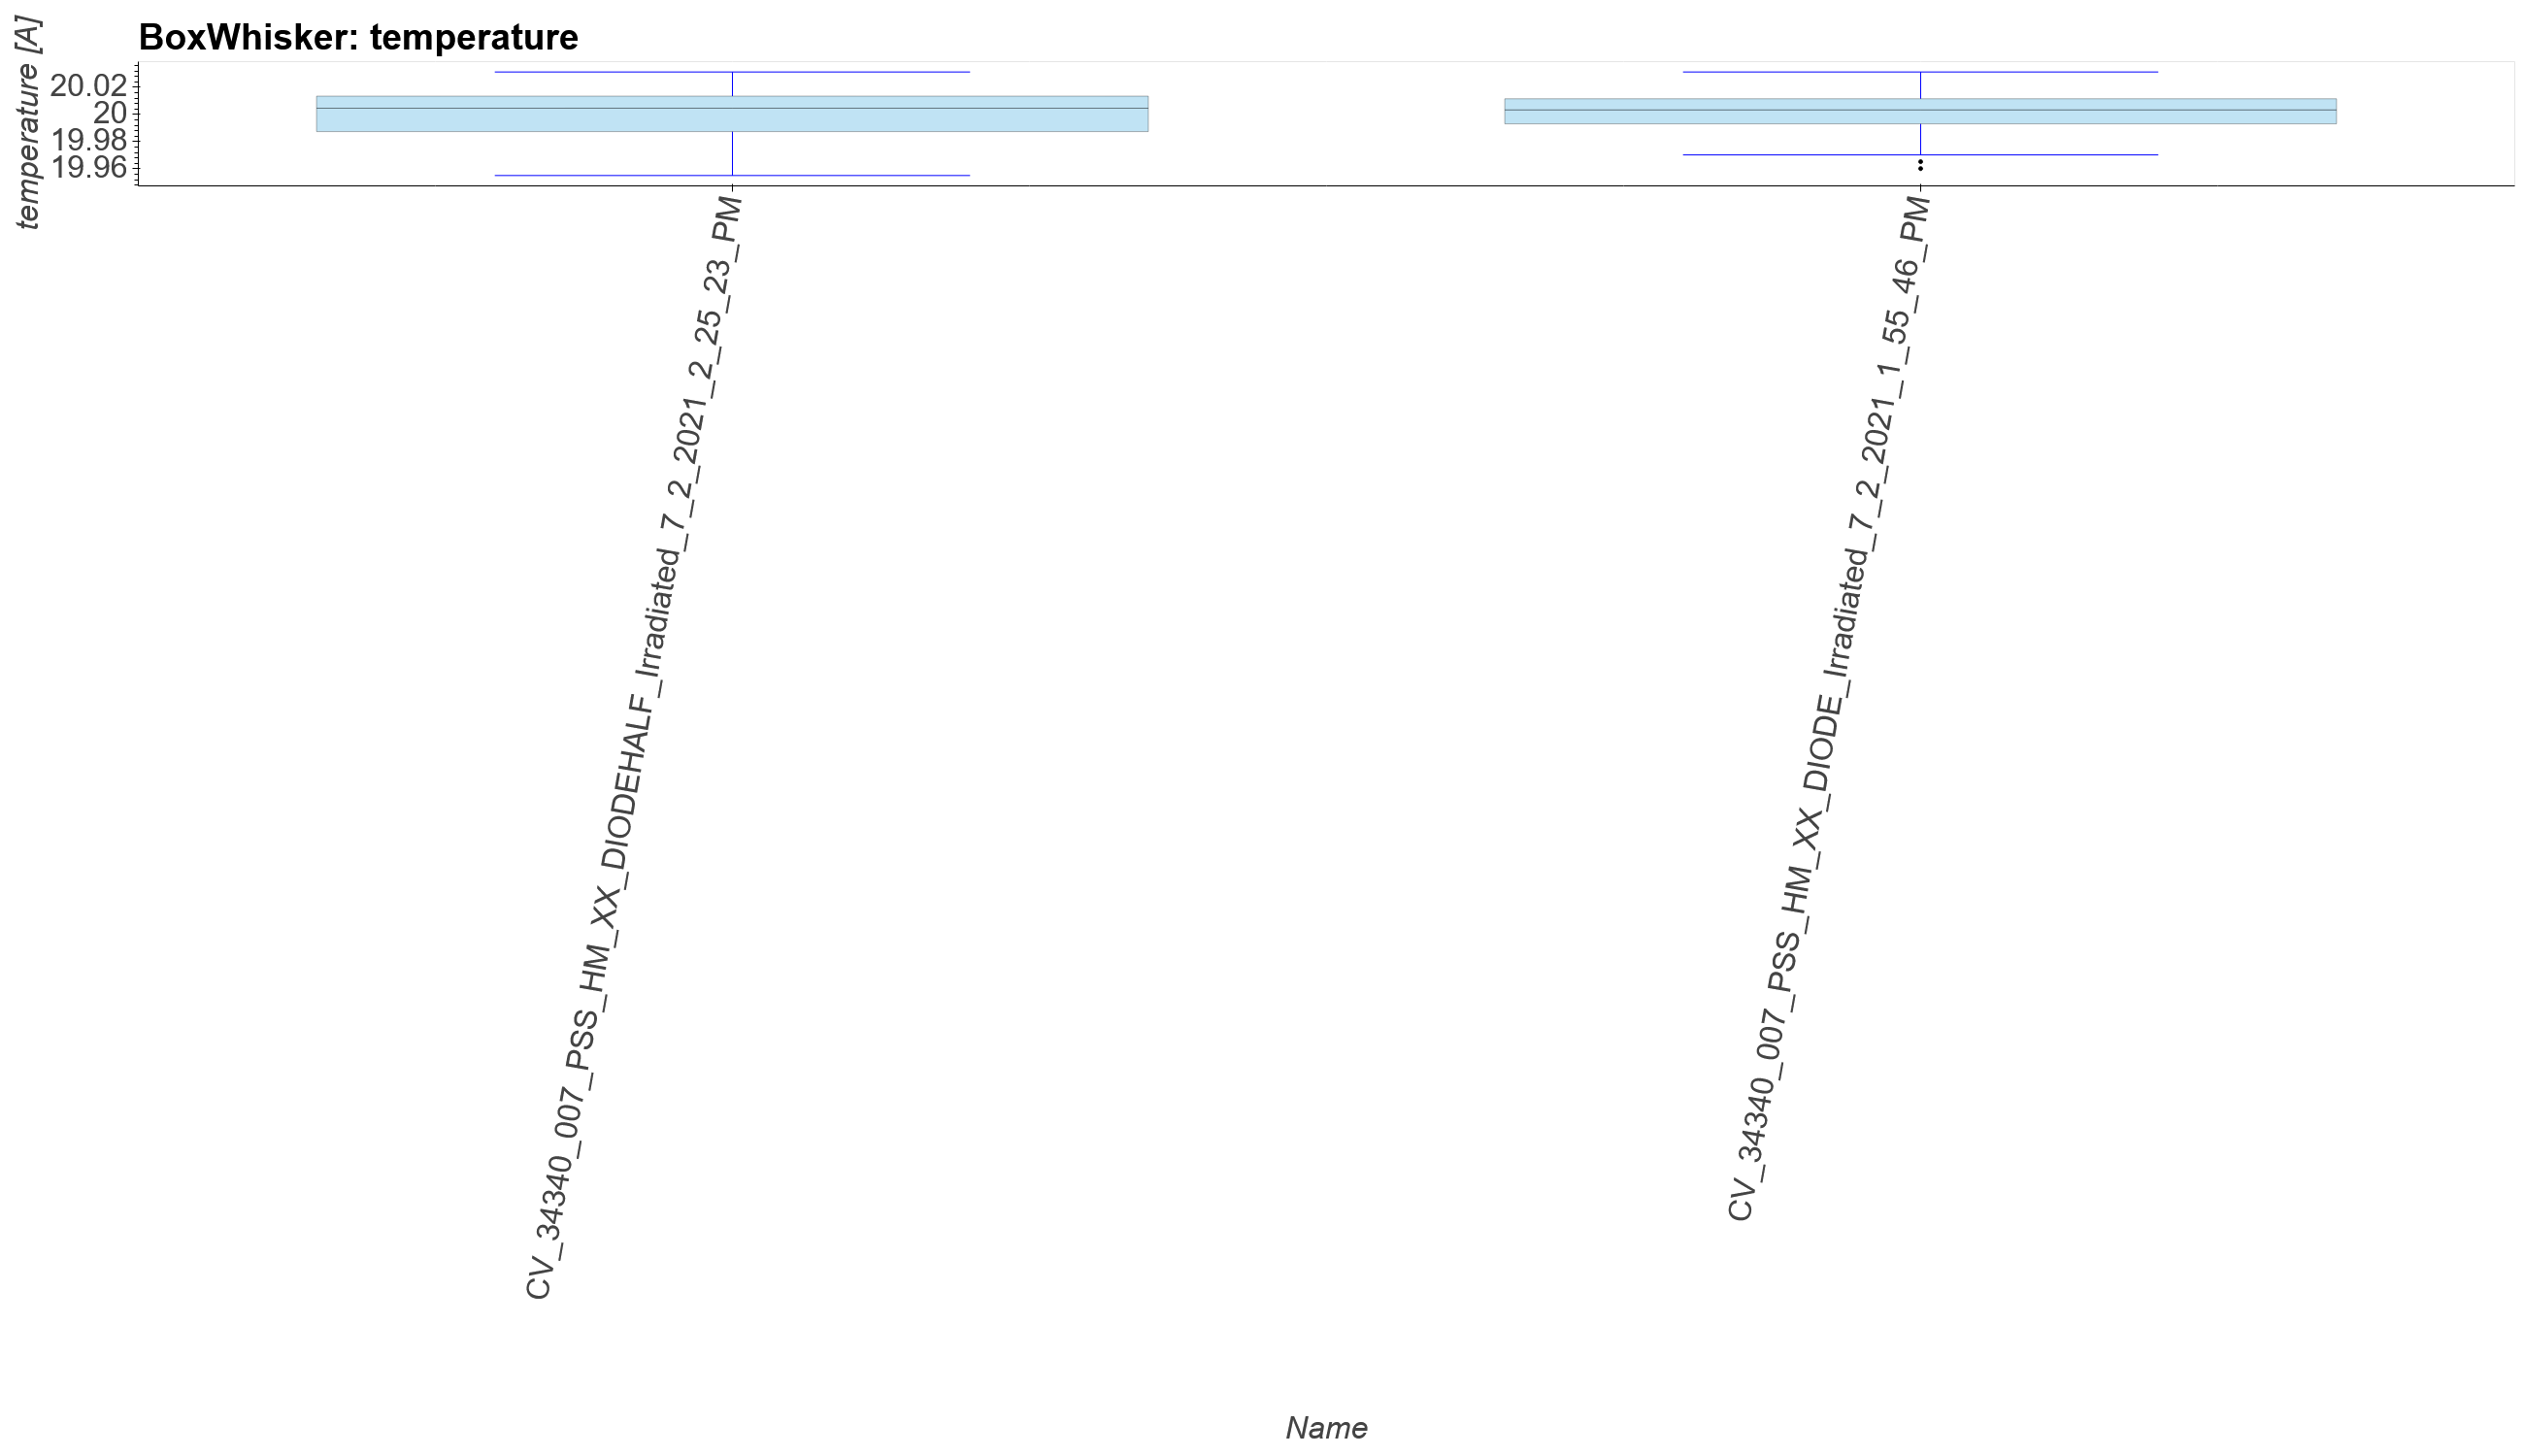 BoxWhisker: temperature
temperature [A]
20.02
20
19.98
19.96
CV_34340_007_PSS_HM_XX_DIODEHALF_Irradiated_7_2_2021_2_25_23_PM
CV_34340_007_PSS_HM_XX_DIODE_Irradiated_7_2_2021_1_55_46_PM
Name